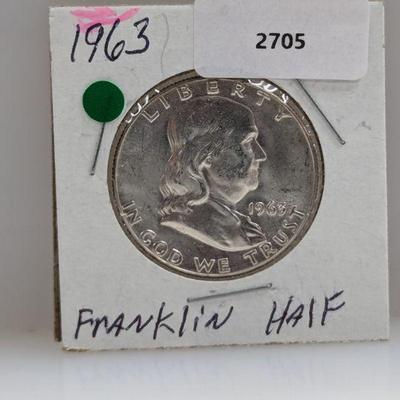 1963
2705
LIBERTY
1963
IN GOD WE TRUST
FRANKLIN HALF